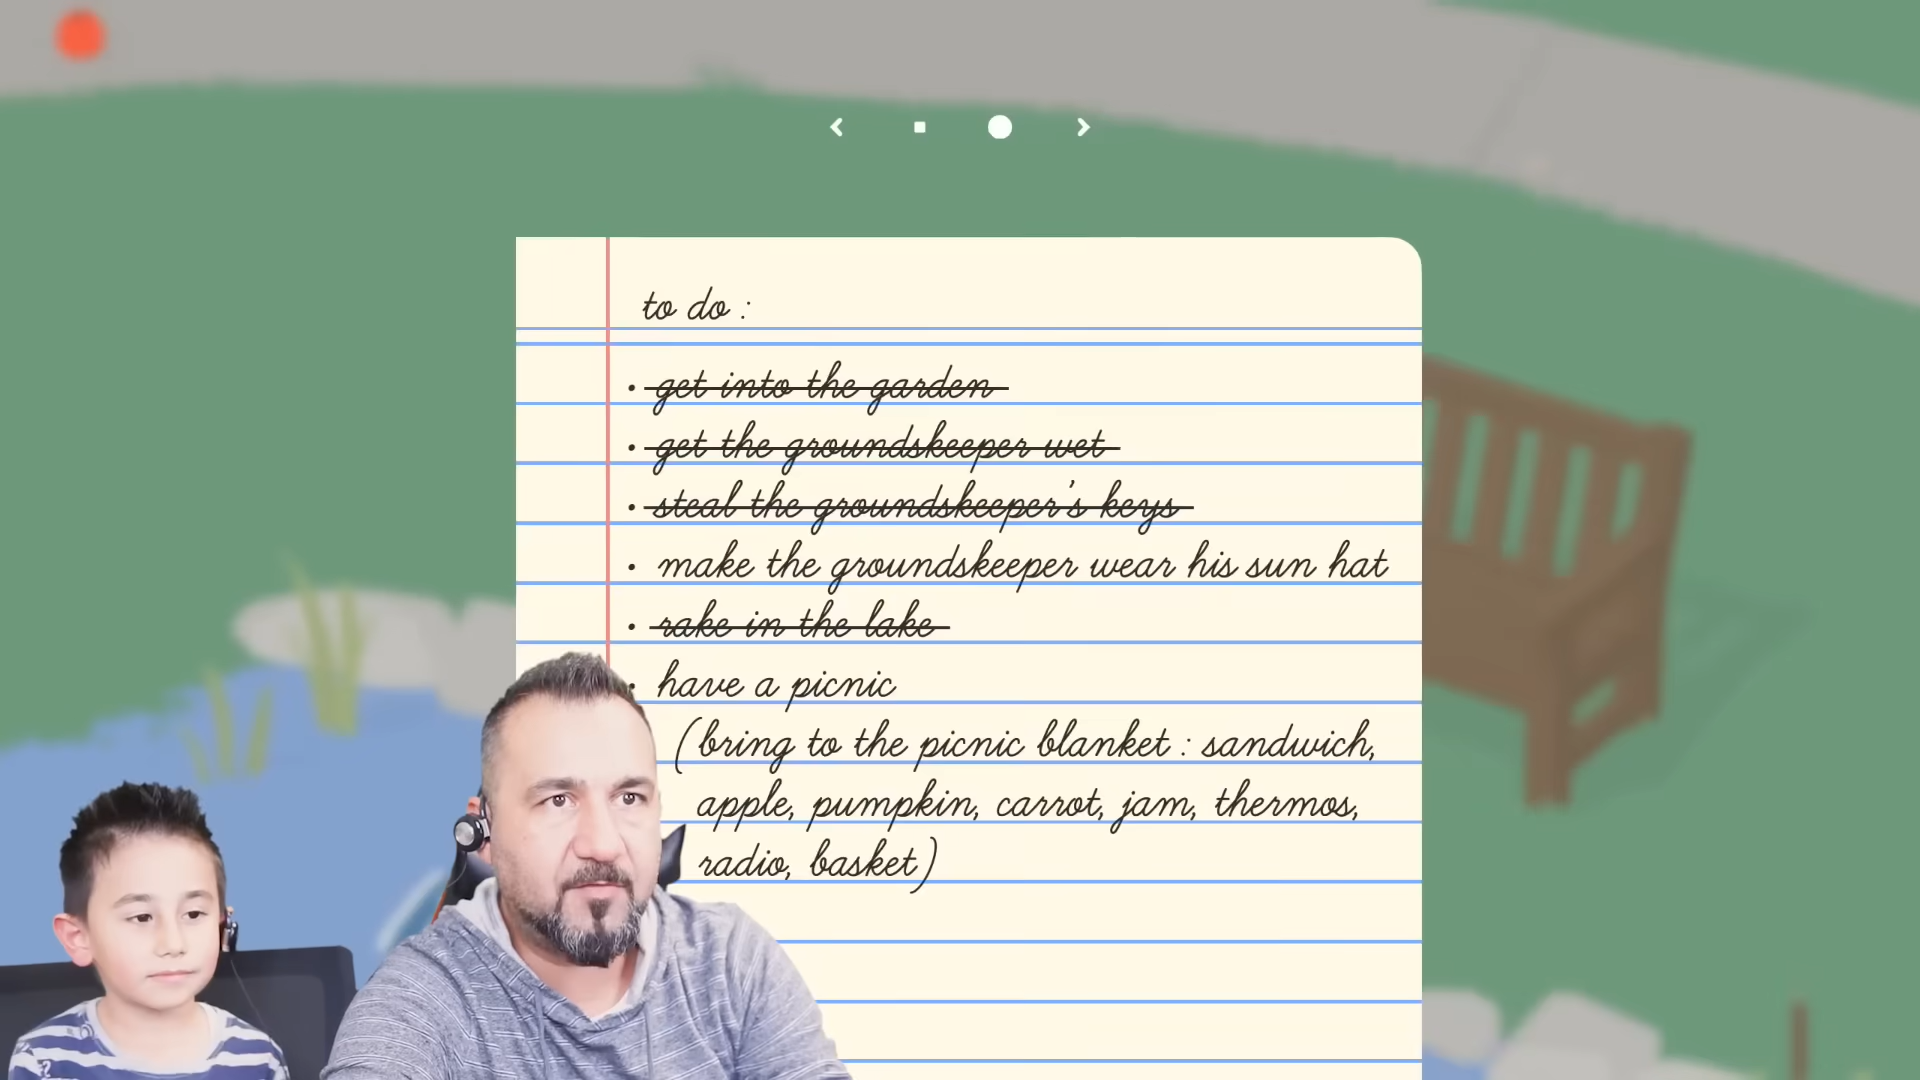 to do :
• get into the garden
• get the groundskeeper wet
• steal the groundskeeper's keys
• make the groundskeeper wear his sun hat
• rake in the lake
• have a picnic
(bring to the picnic blanket : sandwich,
apple, pumpkin, carrot, jam, thermos,
radio, basket)